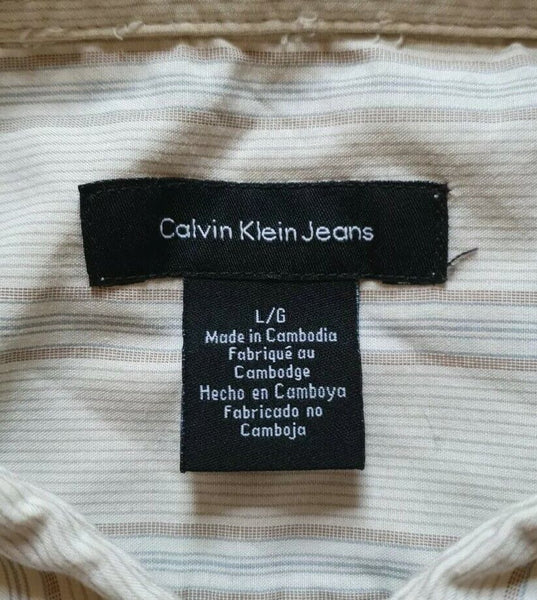 Calvin Klein Jeans
L/G
Made in Cambodia
Fabriqué au
Cambodge
Hecho en Camboya
Fabricado no
Camboja